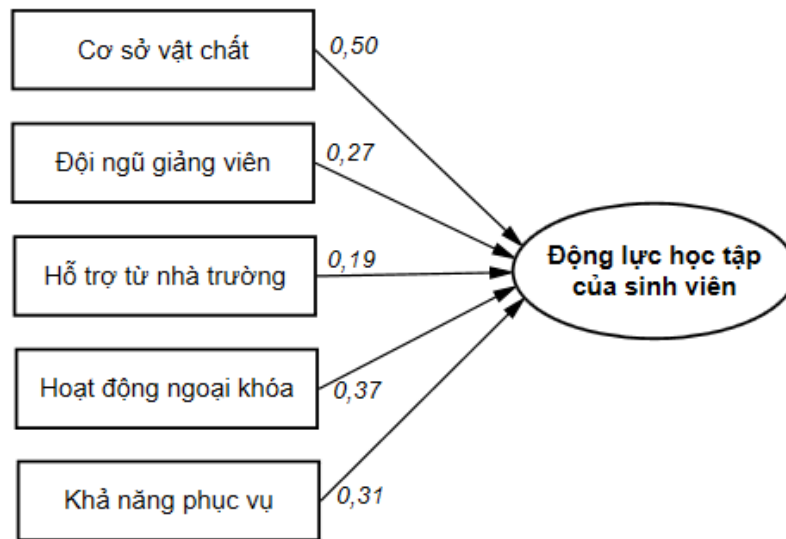 Cơ sở vật chất
0,50
Đội ngũ giảng viên
0,27
Hỗ trợ từ nhà trường
0,19
Động lực học tập
của sinh viên
Hoạt động ngoại khóa
0,37
Khả năng phục vụ
0,31